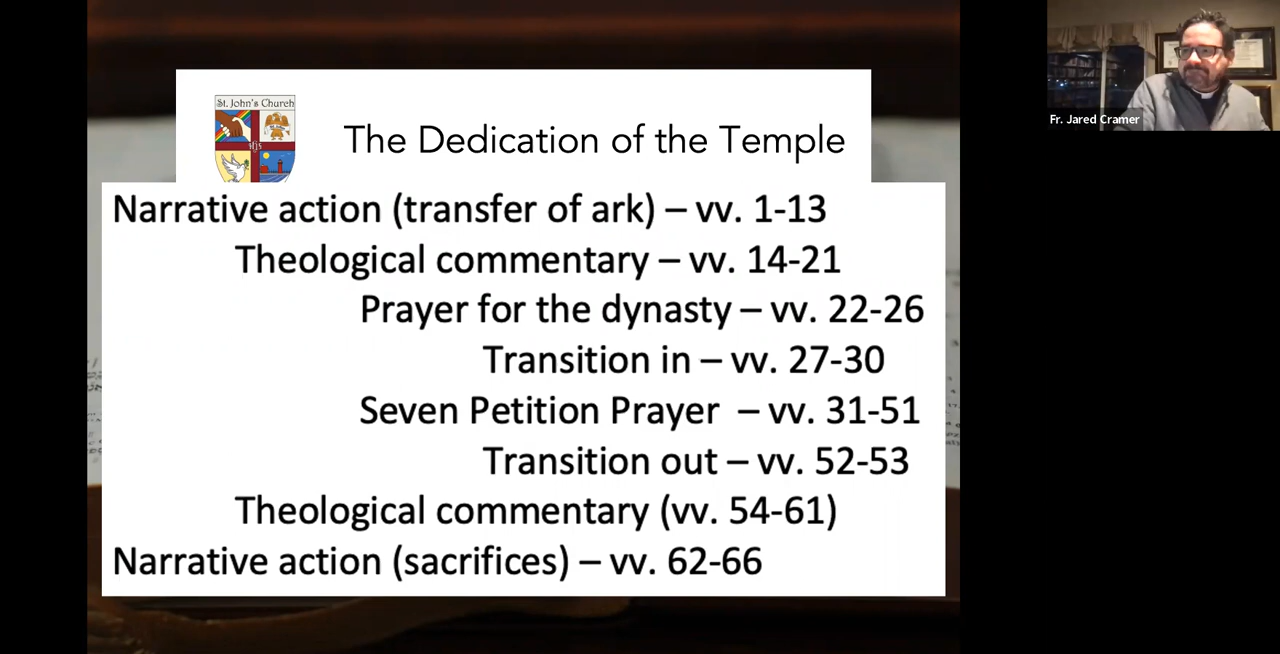 St. John's Church
IHS
The Dedication of the Temple
Narrative action (transfer of ark) – vv. 1-13
Theological commentary – vv. 14-21
Prayer for the dynasty – vv. 22-26
Transition in – vv. 27-30
Seven Petition Prayer – vv. 31-51
Transition out – vv. 52-53
Theological commentary (vv. 54-61)
Narrative action (sacrifices) – vv. 62-66
Fr. Jared Cramer